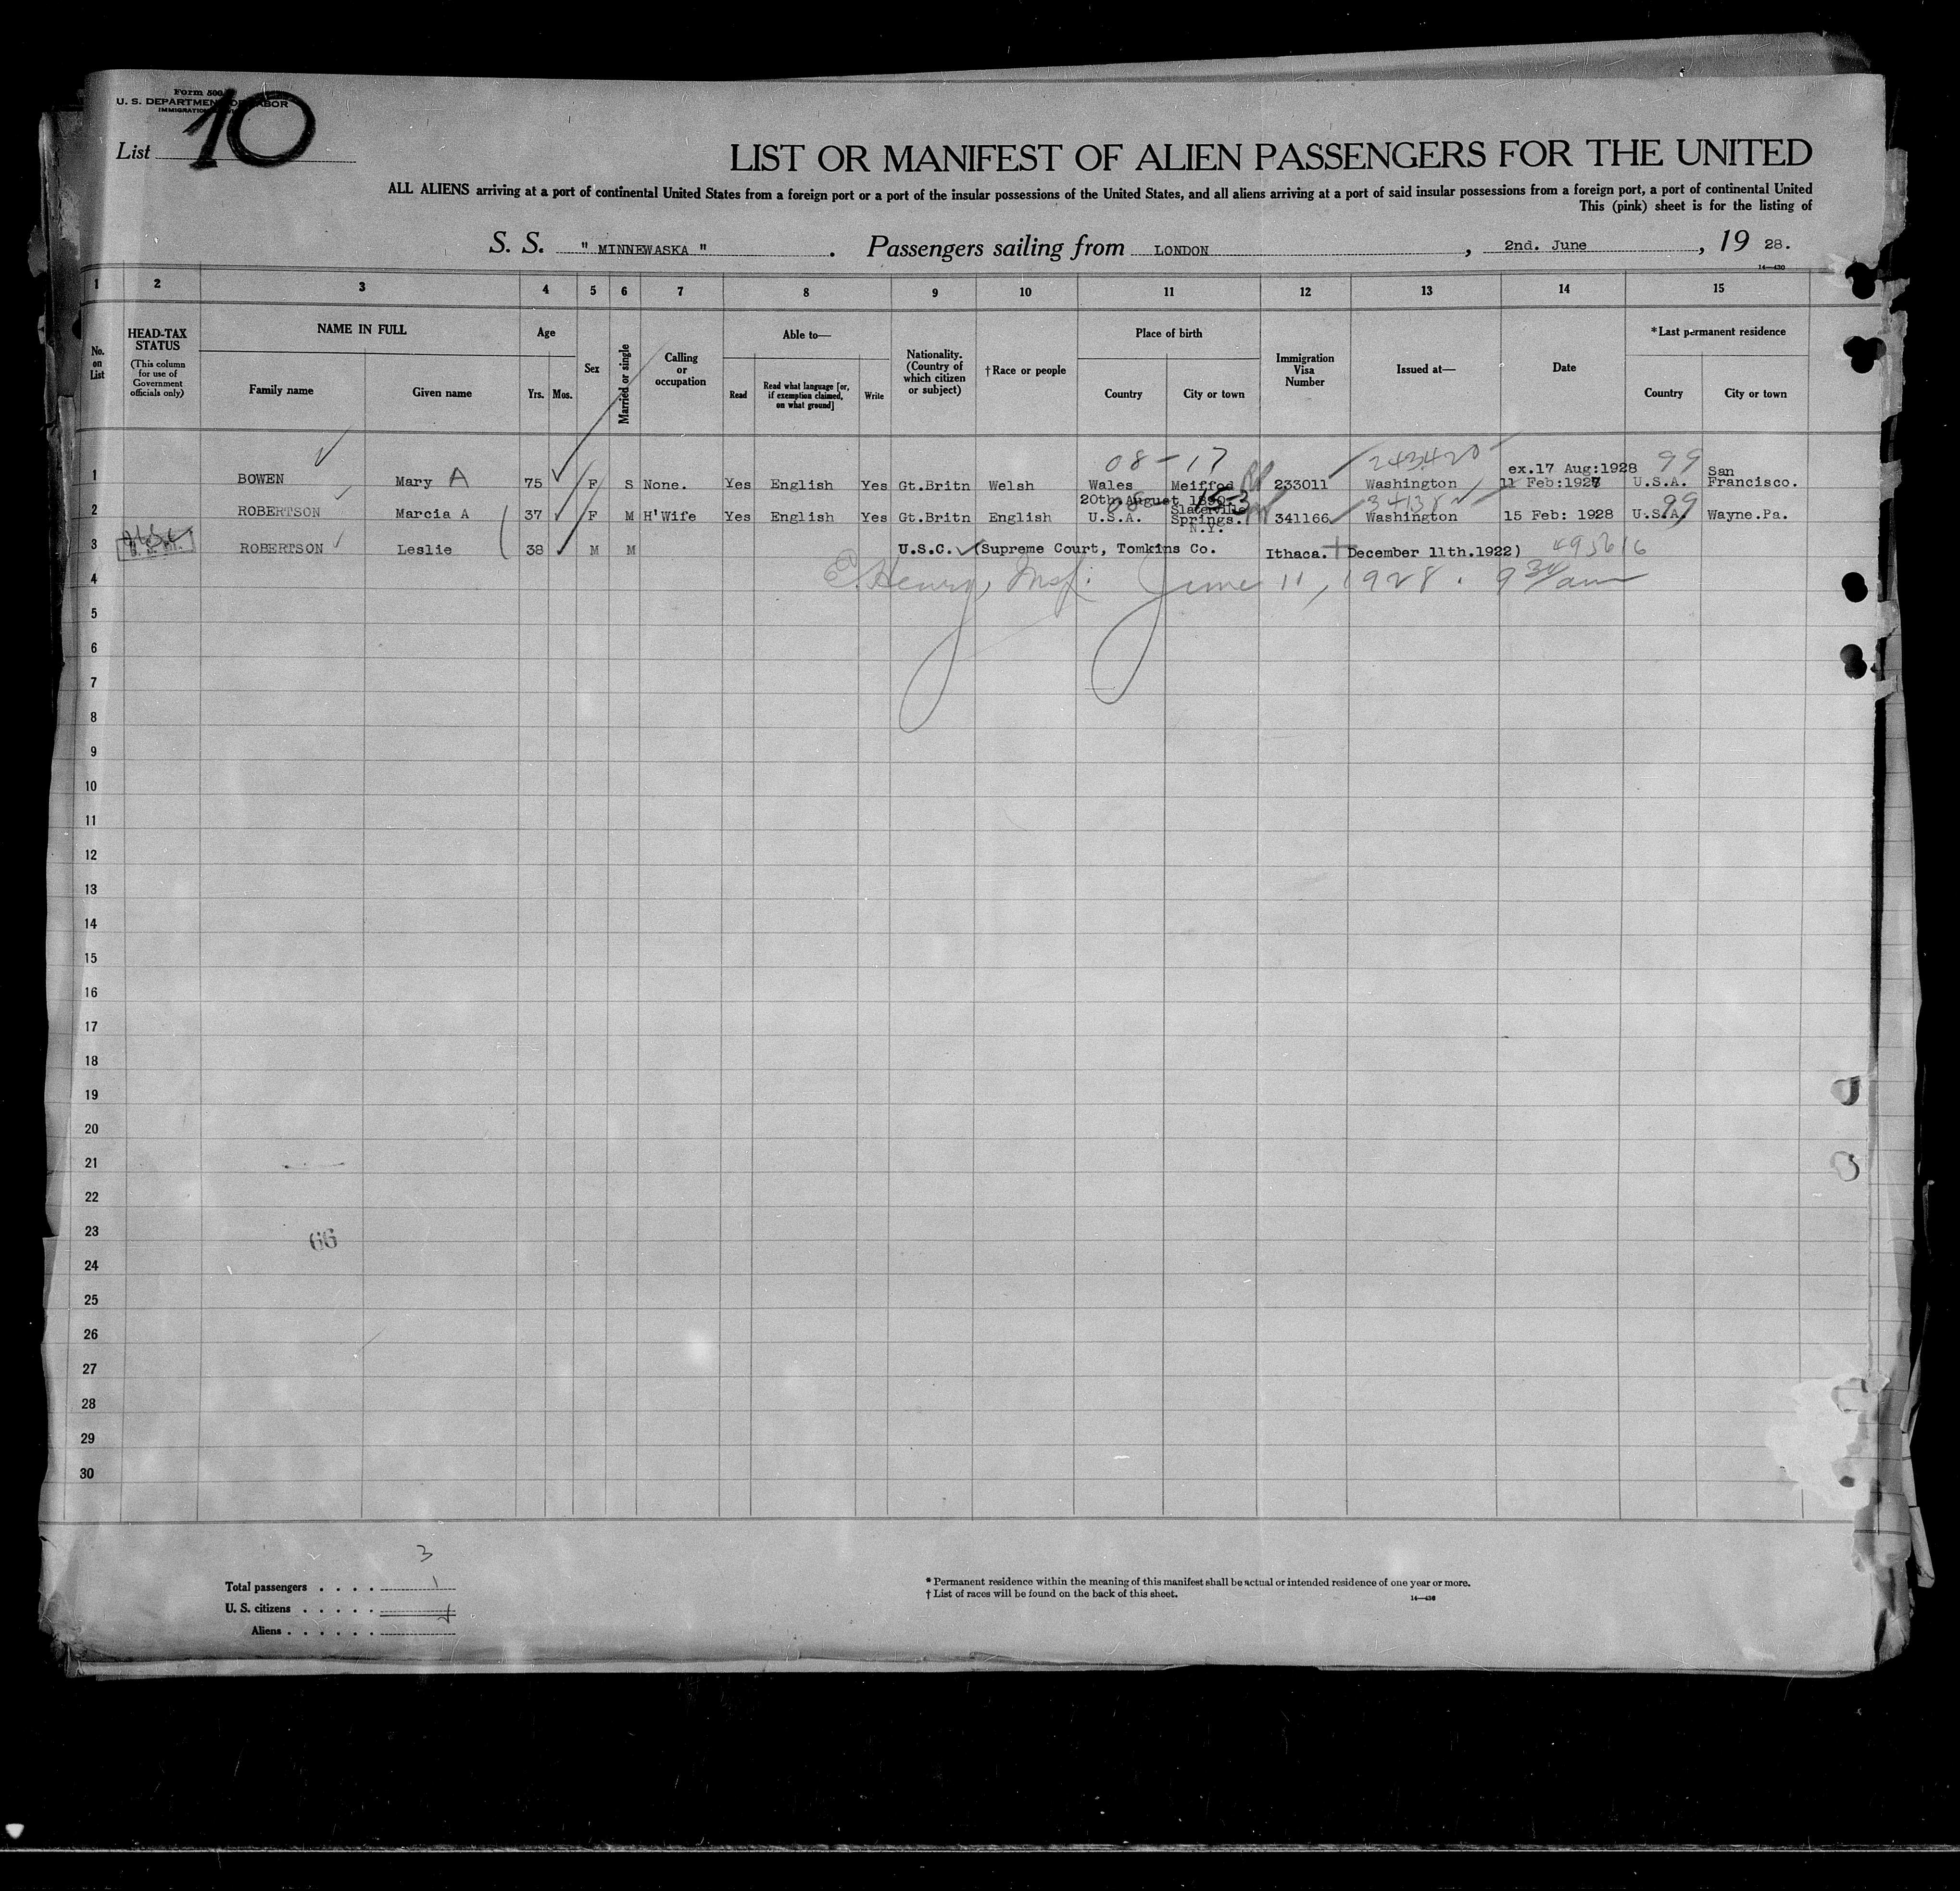 Form 500
U. S. DEPARTMENT OF LABOR
IMMIGRATION
List 10
LIST OR MANIFEST OF ALIEN PASSENGERS FOR THE UNITED
ALL ALIENS arriving at a port of continental United States from a foreign port or a port of the insular possessions of the United States, and all aliens arriving at a port of said insular possessions from a foreign port, a port of continental United
This (pink) sheet is for the listing of
S. S. " MINNEWASKA " . Passengers sailing from LONDON , 2nd. June , 19 28.
14—430
1 2 3 4 5 6 7 8 9 10 11 12 13 14 15
No. on List
HEAD-TAX STATUS
(This column for use of Government officials only)
NAME IN FULL
Family name Given name
Age
Yrs. Mos.
Sex
Married or single
Calling or occupation
Able to—
Read Read what language [or, if exemption claimed, on what ground] Write
Nationality. (Country of which citizen or subject)
†Race or people
Place of birth
Country City or town
Immigration Visa Number
Issued at—
Date
*Last permanent residence
Country City or town
08 - 17 243420 ex.17 Aug:1928 99 San
1 BOWEN Mary A 75 F S None. Yes English Yes Gt.Britn Welsh Wales Meiffod 233011 Washington 11 Feb:1927 U.S.A. Francisco.
20th August 1890. Slaterville 99
2 ROBERTSON Marcia A 37 F M H'Wife Yes English Yes Gt.Britn English U.S.A. Springs. 341166 Washington 15 Feb: 1928 U.S.A. Wayne.Pa.
N.Y.
3 ROBERTSON Leslie 38 M M U.S.C. (Supreme Court, Tomkins Co. Ithaca. December 11th.1922) 495616
4 E. Henry, Insp. June 11, 1928. 9 30/am
5
6
7
8
9
10
11
12
13
14
15
16
17
18
19
20
21
22
23
66
24
25
26
27
28
29
30
3
Total passengers . . . . 1
U. S. citizens . . . . .
Aliens . . . . . .
* Permanent residence within the meaning of this manifest shall be actual or intended residence of one year or more.
† List of races will be found on the back of this sheet.
14—430